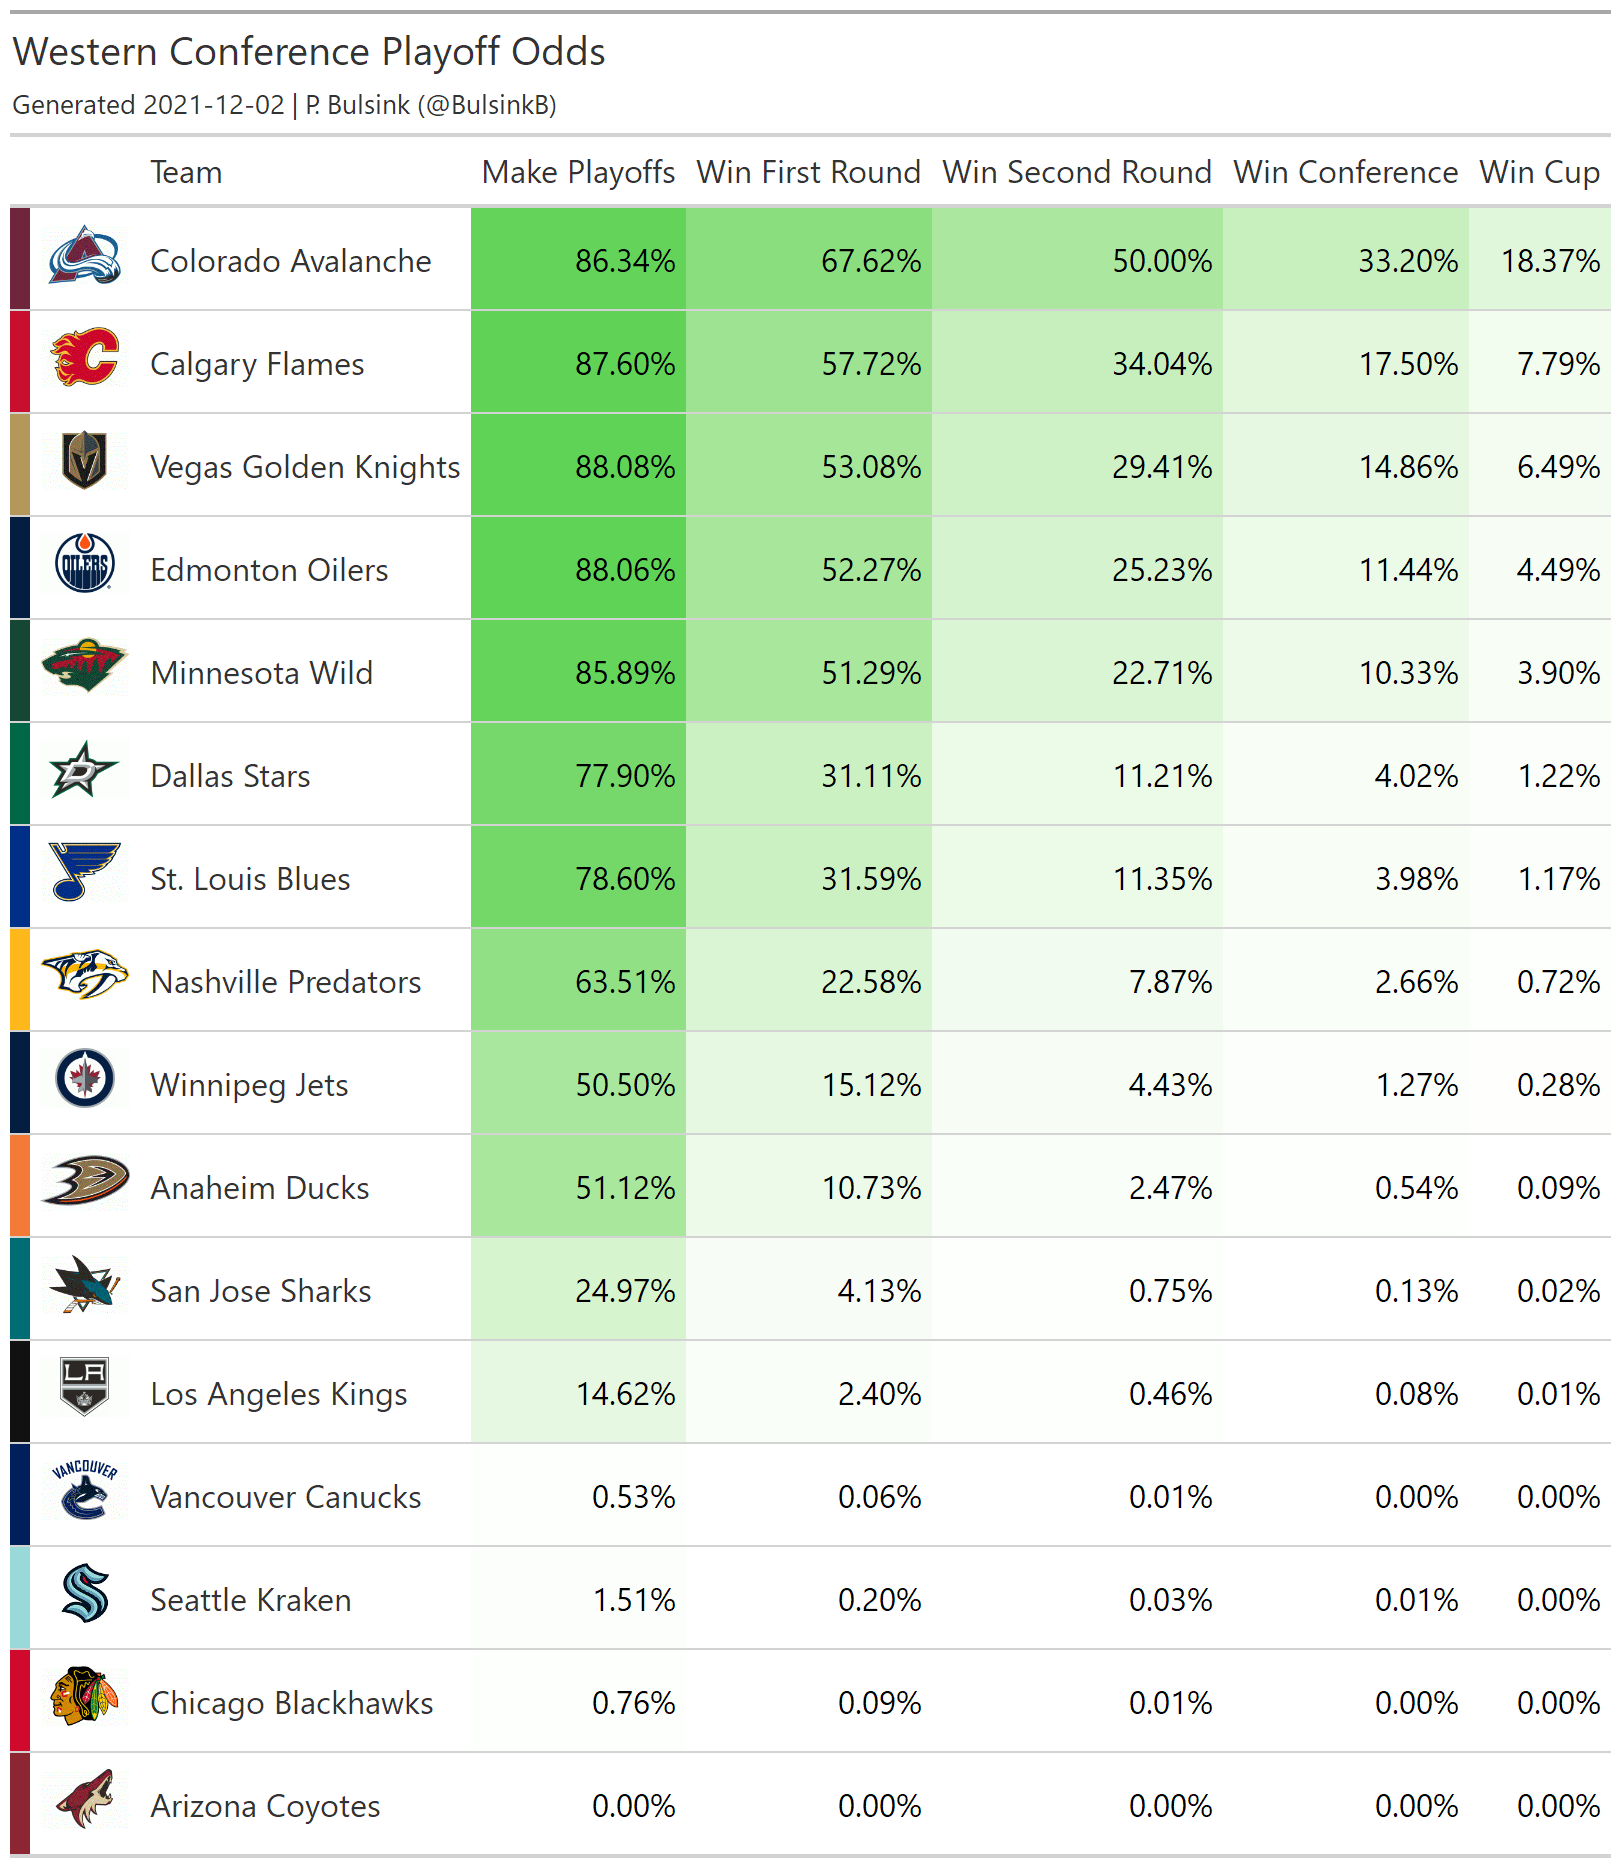 Western Conference Playoff Odds
Generated 2021-12-02 | P. Bulsink (@BulsinkB)
Team Make Playoffs Win First Round Win Second Round Win Conference Win Cup
Colorado Avalanche 86.34% 67.62% 50.00% 33.20% 18.37%
Calgary Flames 87.60% 57.72% 34.04% 17.50% 7.79%
Vegas Golden Knights 88.08% 53.08% 29.41% 14.86% 6.49%
OILERS Edmonton Oilers 88.06% 52.27% 25.23% 11.44% 4.49%
Minnesota Wild 85.89% 51.29% 22.71% 10.33% 3.90%
D Dallas Stars 77.90% 31.11% 11.21% 4.02% 1.22%
St. Louis Blues 78.60% 31.59% 11.35% 3.98% 1.17%
Nashville Predators 63.51% 22.58% 7.87% 2.66% 0.72%
Winnipeg Jets 50.50% 15.12% 4.43% 1.27% 0.28%
Anaheim Ducks 51.12% 10.73% 2.47% 0.54% 0.09%
San Jose Sharks 24.97% 4.13% 0.75% 0.13% 0.02%
LA Los Angeles Kings 14.62% 2.40% 0.46% 0.08% 0.01%
VANCOUVER Vancouver Canucks 0.53% 0.06% 0.01% 0.00% 0.00%
Seattle Kraken 1.51% 0.20% 0.03% 0.01% 0.00%
Chicago Blackhawks 0.76% 0.09% 0.01% 0.00% 0.00%
Arizona Coyotes 0.00% 0.00% 0.00% 0.00% 0.00%